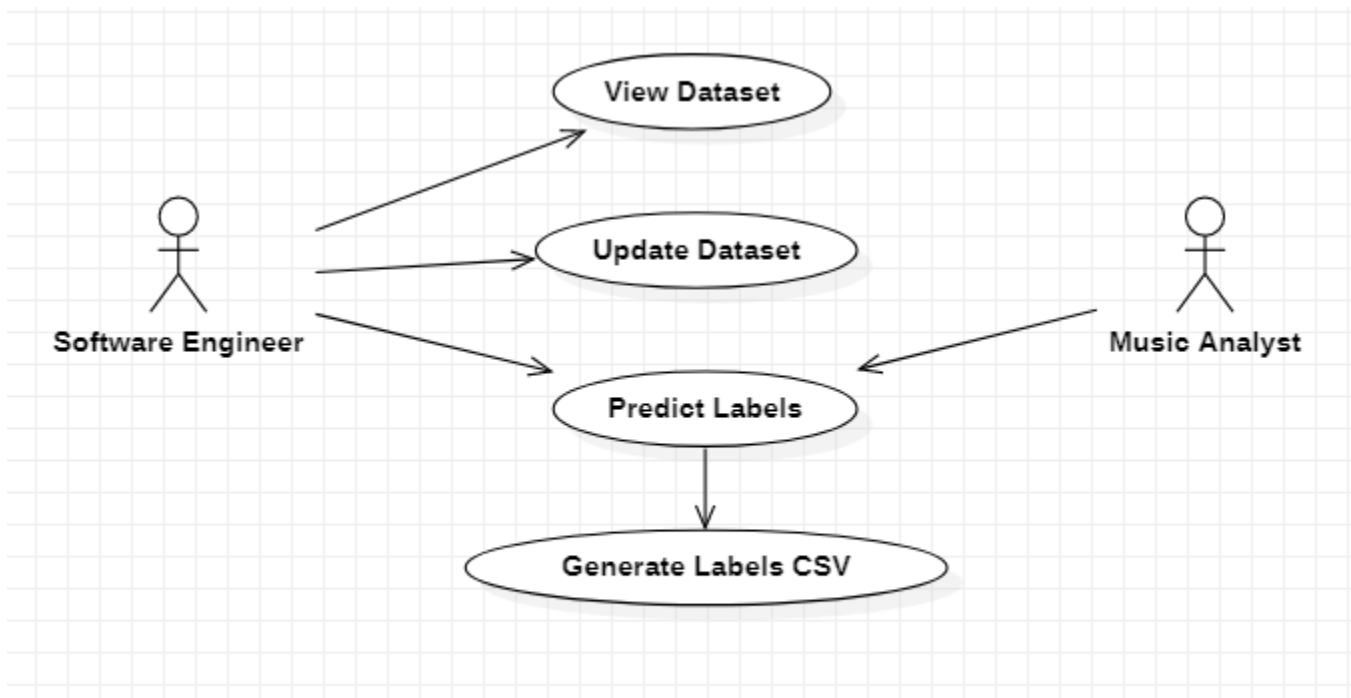 View Dataset
Update Dataset
Software Engineer
Music Analyst
Predict Labels
Generate Labels CSV